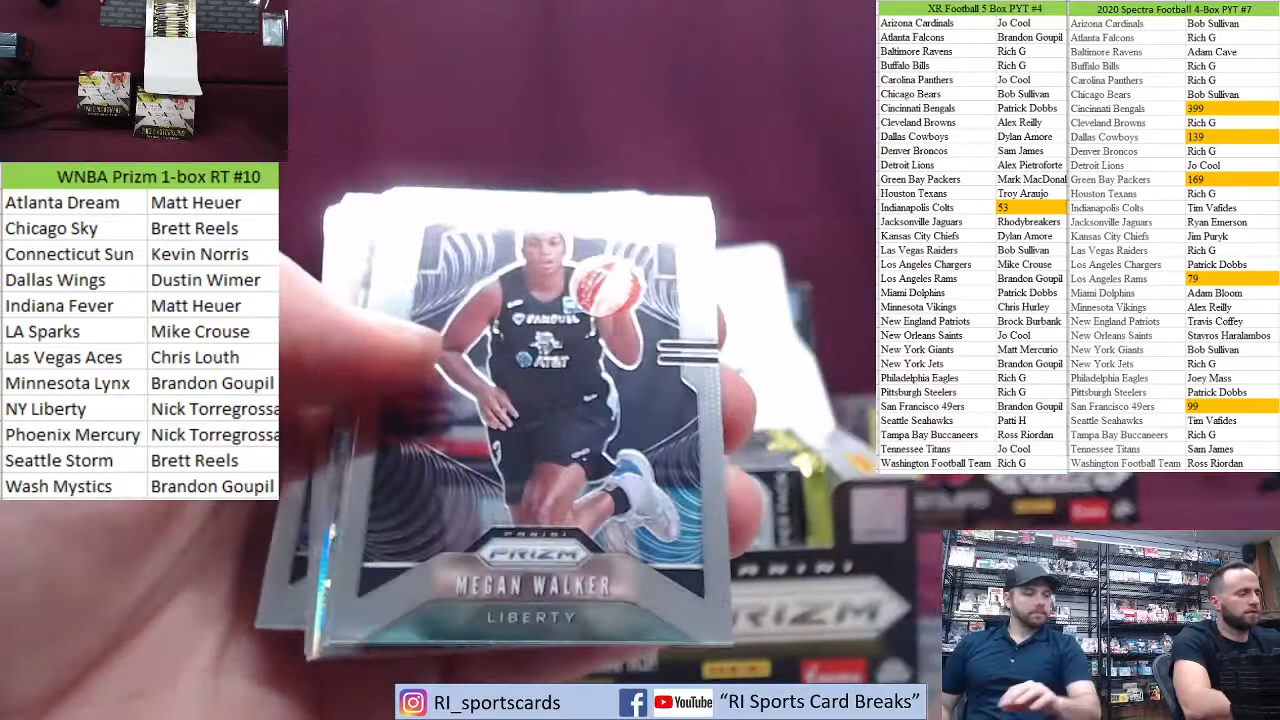 WNBA Prizm 1-box RT #10
Atlanta Dream Matt Heuer
Chicago Sky Brett Reels
Connecticut Sun Kevin Norris
Dallas Wings Dustin Wimer
Indiana Fever Matt Heuer
LA Sparks Mike Crouse
Las Vegas Aces Chris Louth
Minnesota Lynx Brandon Goupil
NY Liberty Nick Torregrossa
Phoenix Mercury Nick Torregrossa
Seattle Storm Brett Reels
Wash Mystics Brandon Goupil
AT&T
PANINI
PRIZM
MEGAN WALKER
LIBERTY
PANINI
PRIZM
XR Football 5 Box PYT #4
Arizona Cardinals Jo Cool
Atlanta Falcons Brandon Goupil
Baltimore Ravens Rich G
Buffalo Bills Rich G
Carolina Panthers Jo Cool
Chicago Bears Bob Sullivan
Cincinnati Bengals Patrick Dobbs
Cleveland Browns Alex Reilly
Dallas Cowboys Dylan Amore
Denver Broncos Sam James
Detroit Lions Alex Pietroforte
Green Bay Packers Mark MacDonal
Houston Texans Troy Araujo
Indianapolis Colts 53
Jacksonville Jaguars Rhodybreakers
Kansas City Chiefs Dylan Amore
Las Vegas Raiders Bob Sullivan
Los Angeles Chargers Mike Crouse
Los Angeles Rams Brandon Goupil
Miami Dolphins Patrick Dobbs
Minnesota Vikings Chris Hurley
New England Patriots Brock Burbank
New Orleans Saints Jo Cool
New York Giants Matt Mercurio
New York Jets Brandon Goupil
Philadelphia Eagles Rich G
Pittsburgh Steelers Rich G
San Francisco 49ers Brandon Goupil
Seattle Seahawks Patti H
Tampa Bay Buccaneers Ross Riordan
Tennessee Titans Jo Cool
Washington Football Team Rich G
2020 Spectra Football 4-Box PYT #7
Arizona Cardinals Bob Sullivan
Atlanta Falcons Rich G
Baltimore Ravens Adam Cave
Buffalo Bills Rich G
Carolina Panthers Rich G
Chicago Bears Bob Sullivan
Cincinnati Bengals 399
Cleveland Browns Rich G
Dallas Cowboys 139
Denver Broncos Rich G
Detroit Lions Jo Cool
Green Bay Packers 169
Houston Texans Rich G
Indianapolis Colts Tim Vafides
Jacksonville Jaguars Ryan Emerson
Kansas City Chiefs Jim Puryk
Las Vegas Raiders Rich G
Los Angeles Chargers Patrick Dobbs
Los Angeles Rams 79
Miami Dolphins Adam Bloom
Minnesota Vikings Alex Reilly
New England Patriots Travis Coffey
New Orleans Saints Stavros Haralambos
New York Giants Bob Sullivan
New York Jets Rich G
Philadelphia Eagles Joey Mass
Pittsburgh Steelers Patrick Dobbs
San Francisco 49ers 99
Seattle Seahawks Tim Vafides
Tampa Bay Buccaneers Rich G
Tennessee Titans Sam James
Washington Football Team Ross Riordan
RI_sportscards YouTube “RI Sports Card Breaks”